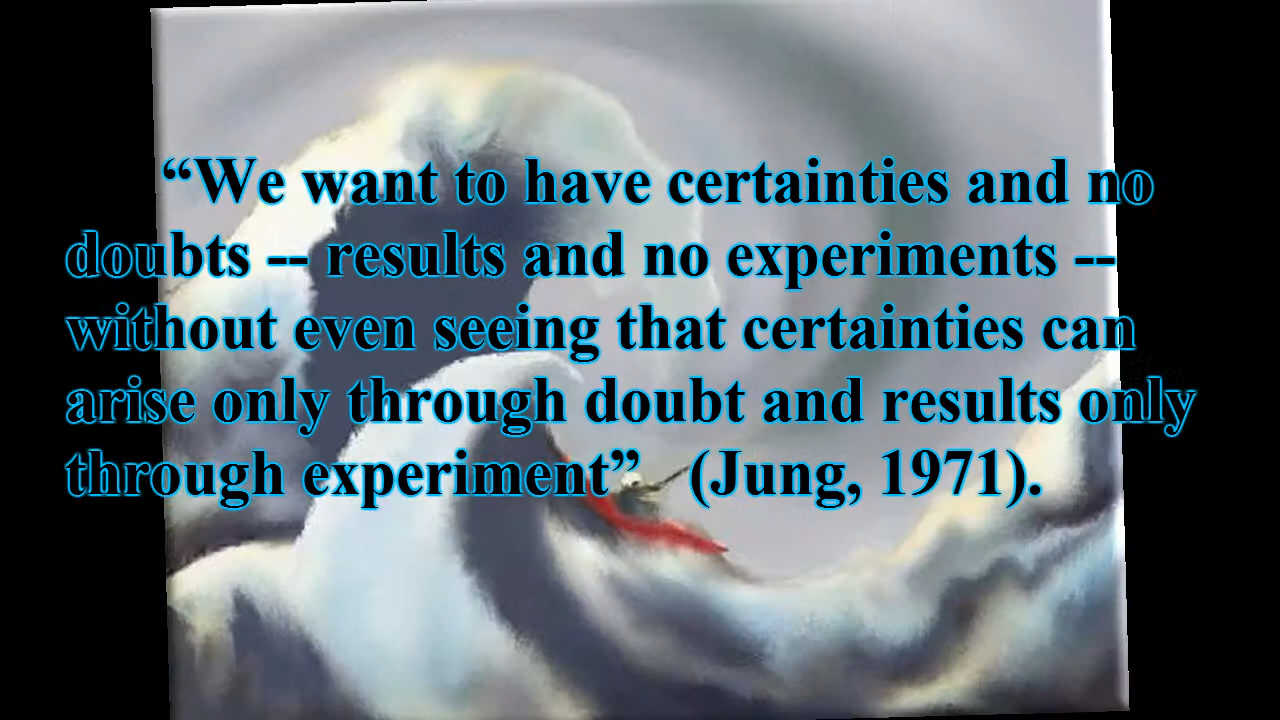 “We want to have certainties and no
doubts -- results and no experiments --
without even seeing that certainties can
arise only through doubt and results only
through experiment”   (Jung, 1971).